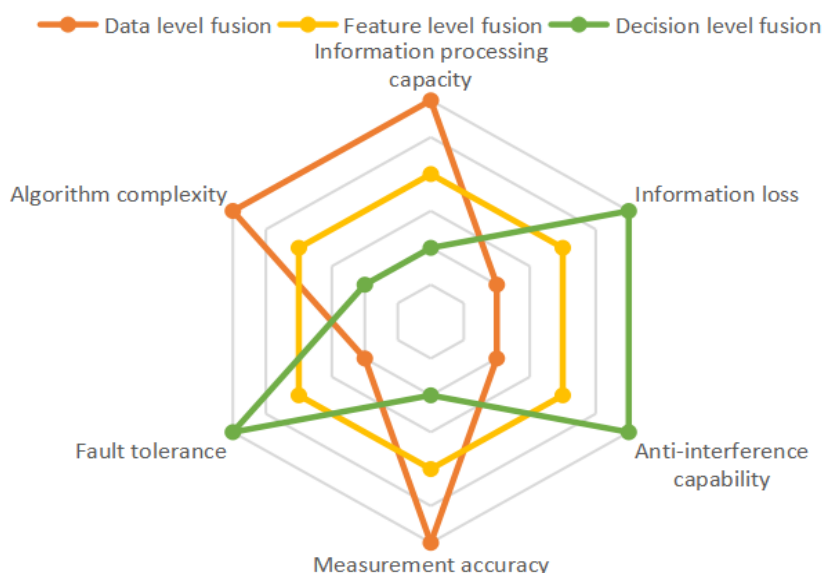 Data level fusion Feature level fusion Decision level fusion
Information processing
capacity
Algorithm complexity
Information loss
Fault tolerance
Anti-interference
capability
Measurement accuracy